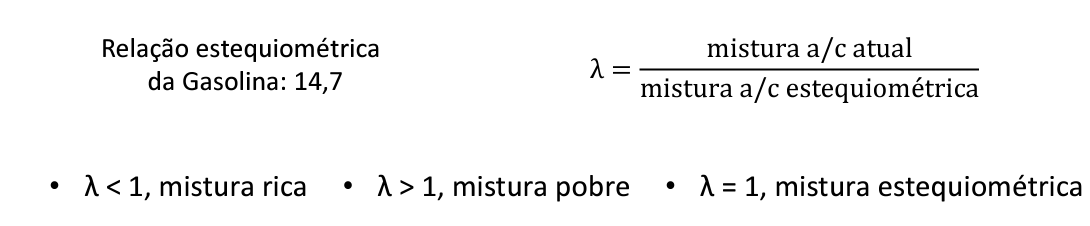 Relação estequiométrica
da Gasolina: 14,7
λ = mistura a/c atual
mistura a/c estequiométrica
• λ < 1, mistura rica • λ > 1, mistura pobre • λ = 1, mistura estequiométrica